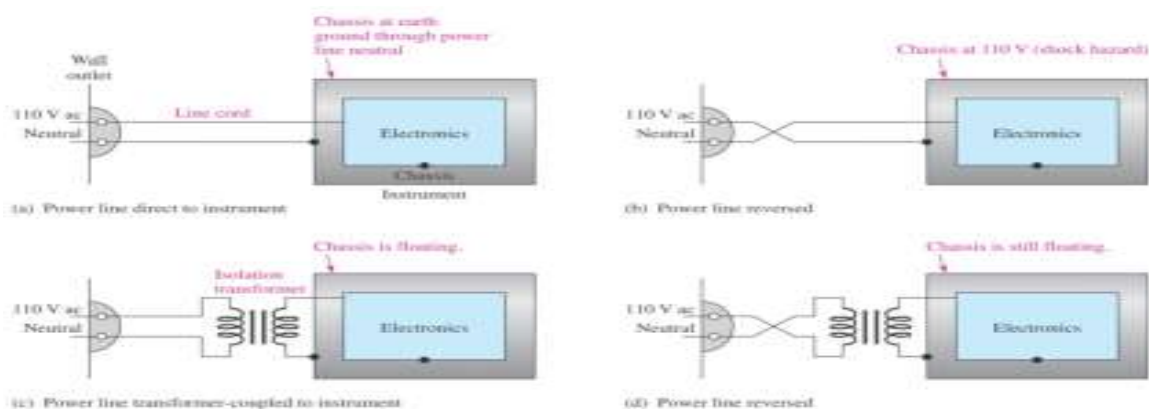 Chassis at earth
ground through power
line neutral
Wall
outlet
110 V ac
Neutral
Line cord
Electronics
Chassis
Instrument
(a) Power line direct to instrument
Chassis at 110 V (shock hazard)
110 V ac
Neutral
Electronics
(b) Power line reversed
Chassis is floating.
Isolation
transformer
110 V ac
Neutral
Electronics
(c) Power line transformer-coupled to instrument
Chassis is still floating.
110 V ac
Neutral
Electronics
(d) Power line reversed